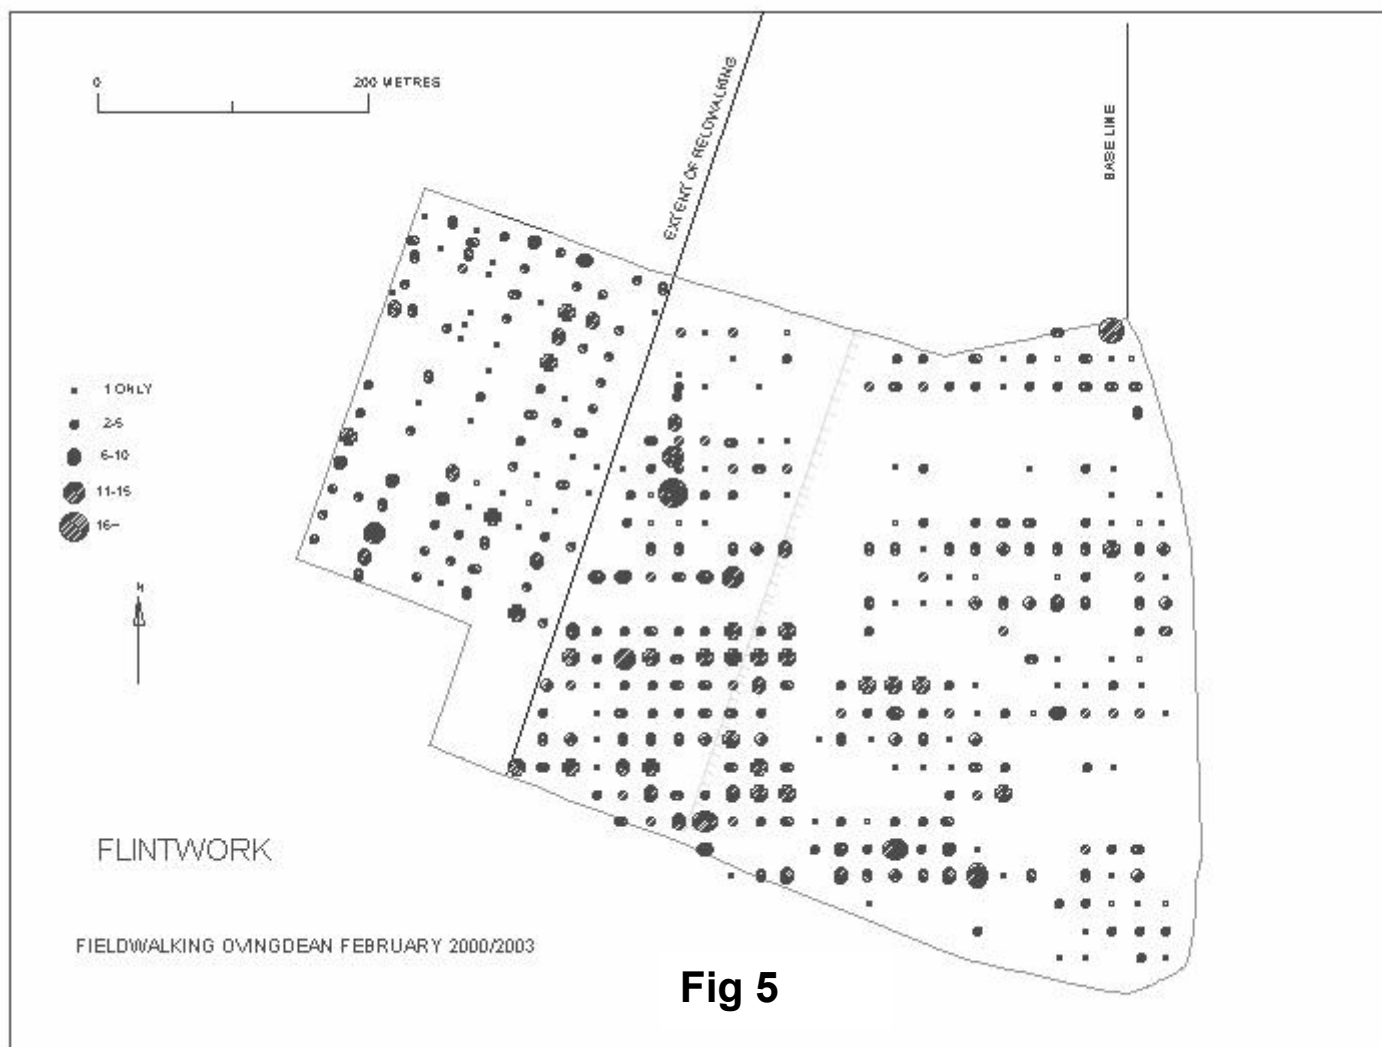 0 200 METRES
EXTENT OF FIELDWALKING
BASE LINE
1 ONLY
2-5
6-10
11-15
16-
N
FLINTWORK
FIELDWALKING OVINGDEAN FEBRUARY 2000/2003
Fig 5